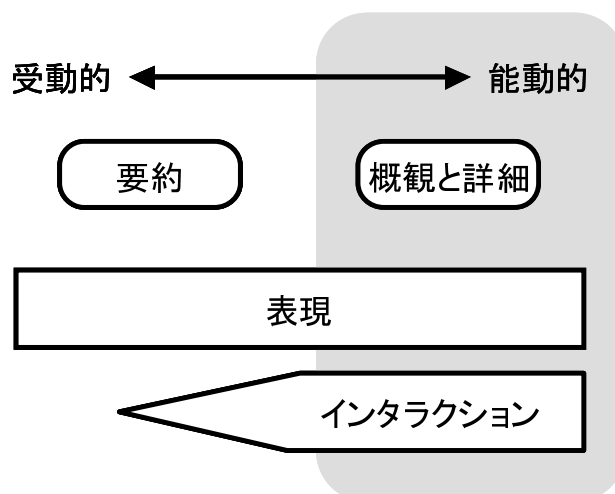 受動的 能動的
要約 概観と詳細
表現
インタラクション